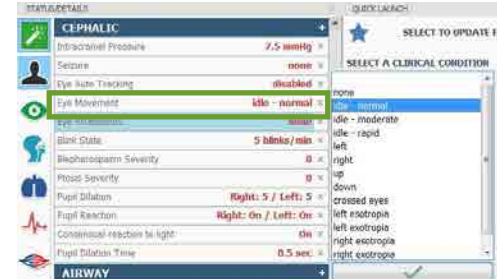 STATUS/DETAILS
QUICK LAUNCH
CEPHALIC +
Intracranial Pressure 7.5 mmHg ×
Seizure none ×
Eye Auto Tracking disabled ×
Eye Movement idle - normal ×
Blink State 5 blinks/min ×
Blepharospasm Severity 0 ×
Ptosis Severity 0 ×
Pupil Dilation Right: 5 / Left: 5 ×
Pupil Reaction Right: On / Left: On ×
Consensual reaction to light On ×
Pupil Dilation Time 0.5 sec ×
AIRWAY +
SELECT TO UPDATE
SELECT A CLINICAL CONDITION
none
idle - normal
idle - moderate
idle - rapid
left
right
up
down
crossed eyes
left esotropia
left exotropia
right esotropia
right exotropia